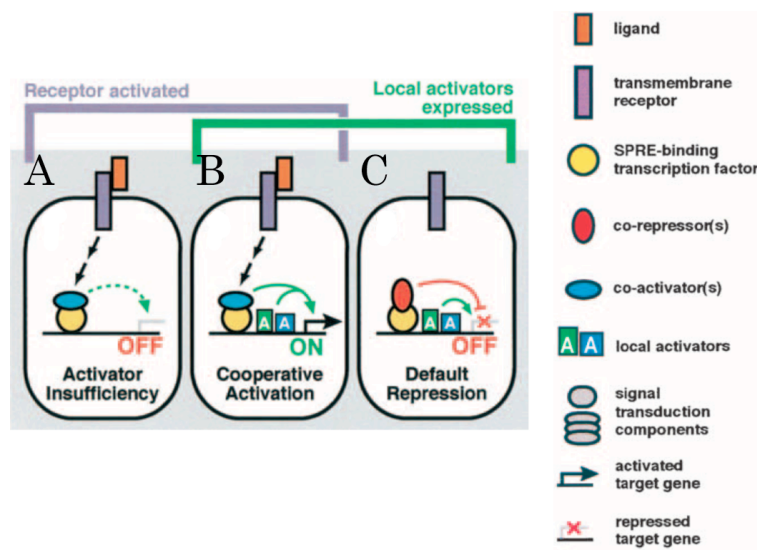 Receptor activated
Local activators
expressed
A
B
C
A A
A A
OFF
ON
OFF
Activator
Insufficiency
Cooperative
Activation
Default
Repression
ligand
transmembrane
receptor
SPRE-binding
transcription factor
co-repressor(s)
co-activator(s)
A A
local activators
signal
transduction
components
activated
target gene
repressed
target gene